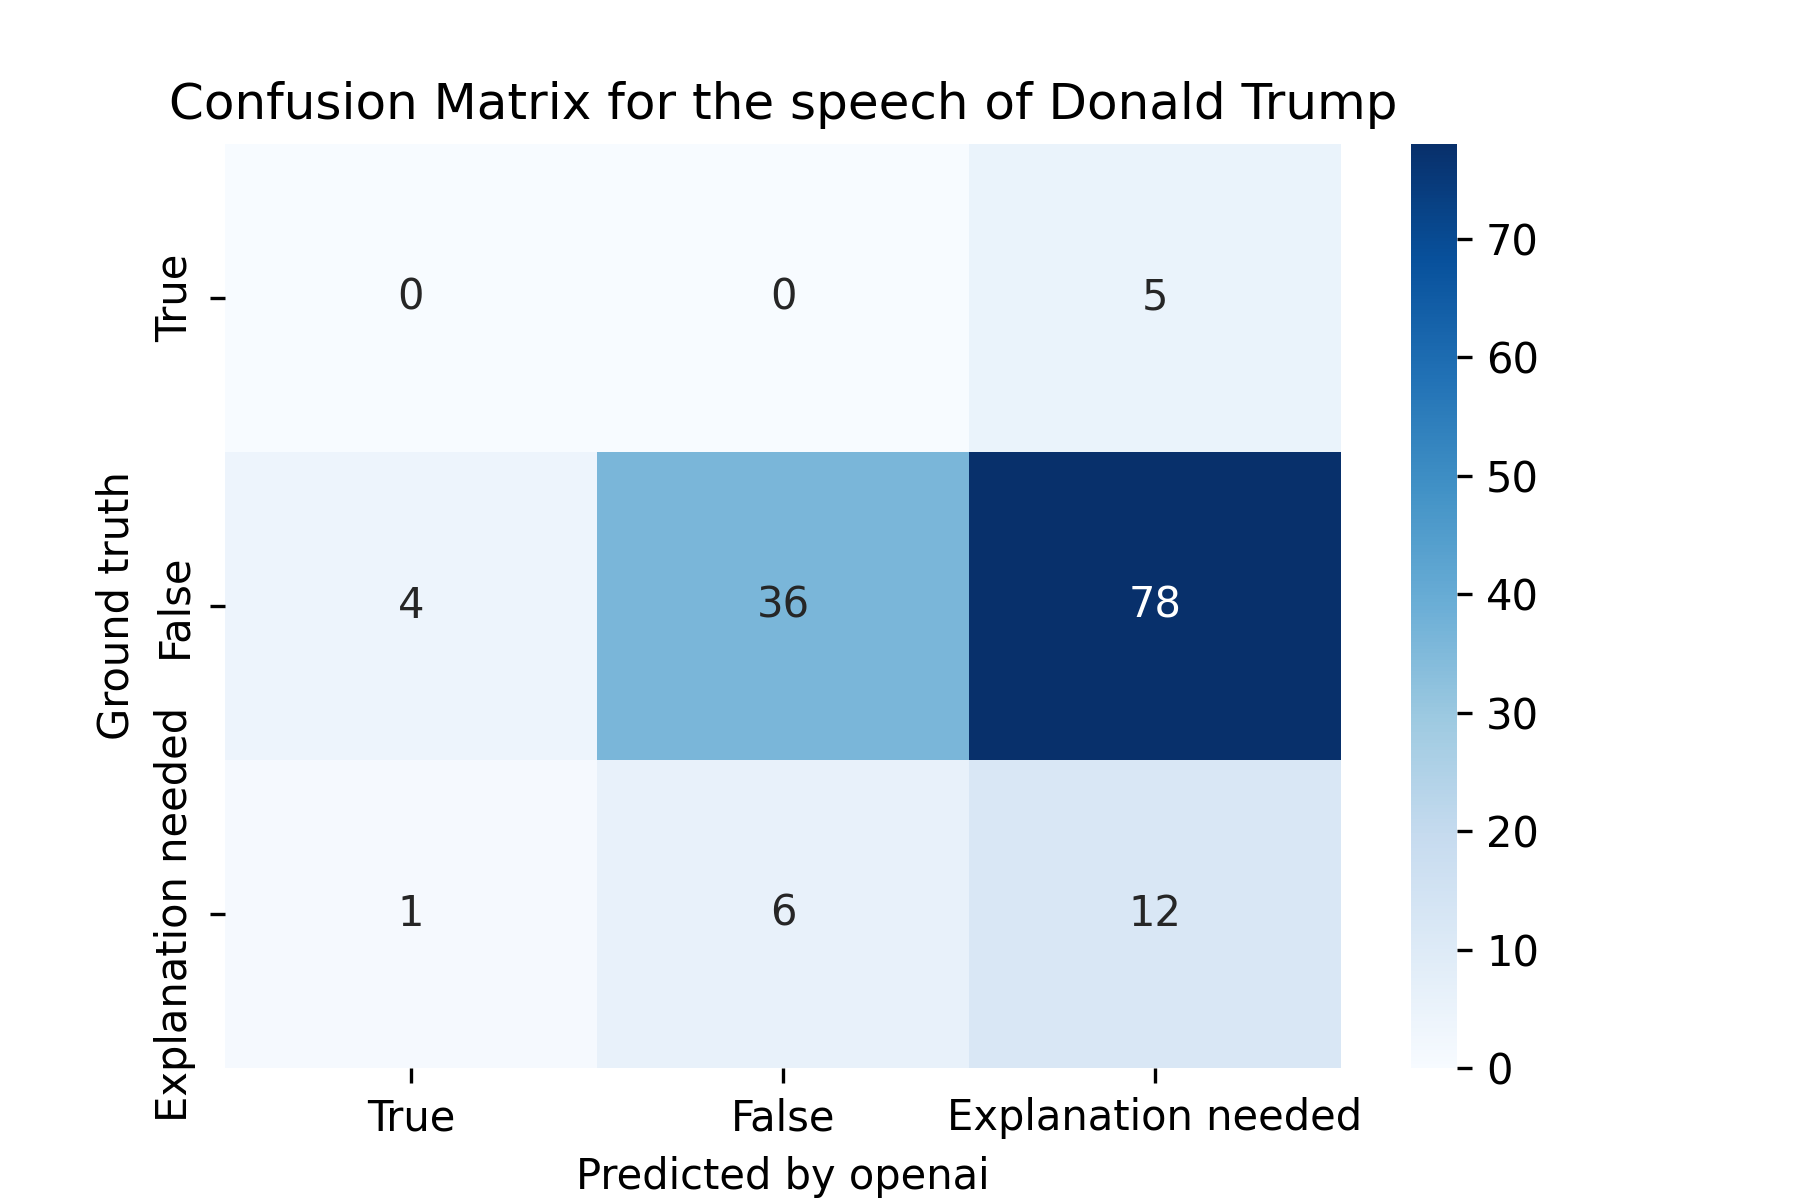 Confusion Matrix for the speech of Donald Trump
Ground truth
True
0 0 5
False
4 36 78
Explanation needed
1 6 12
True False Explanation needed
Predicted by openai
70
60
50
40
30
20
10
0